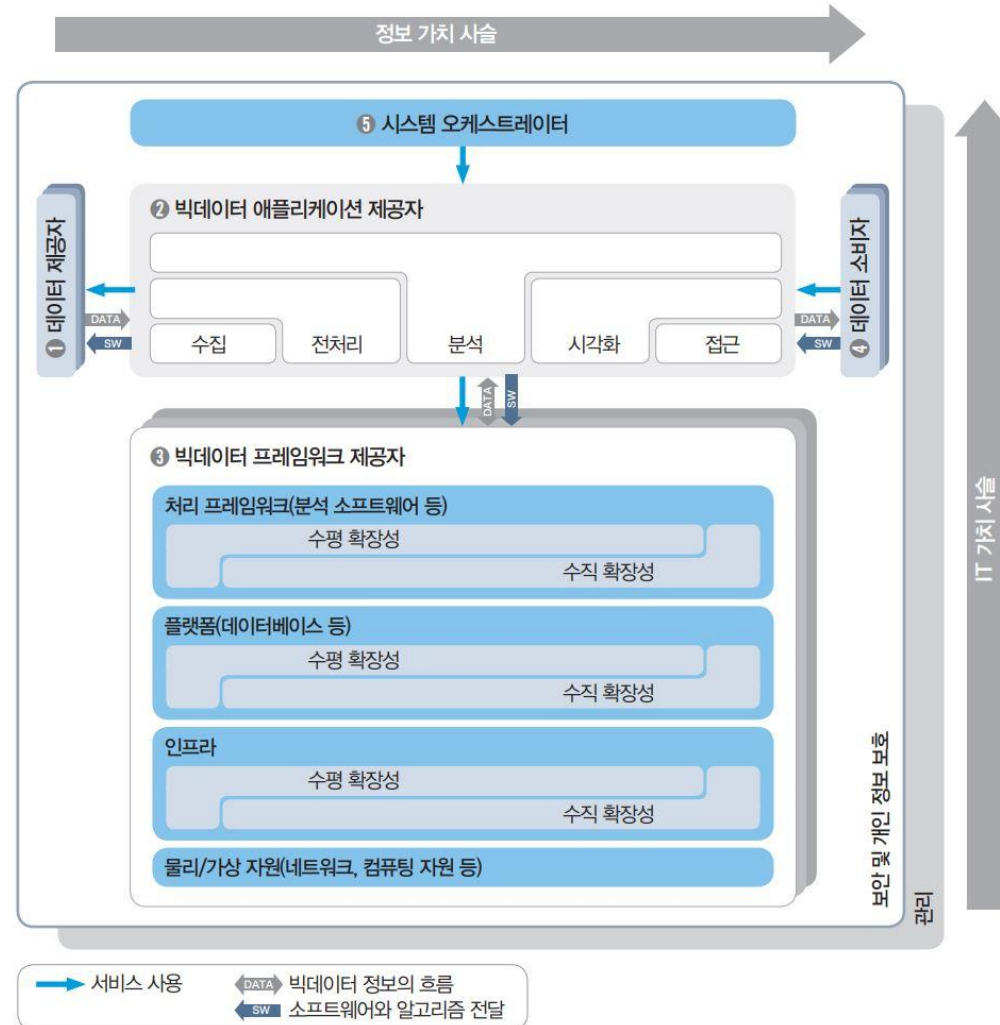 정보 가치 사슬
❺ 시스템 오케스트레이터
❶ 데이터 제공자
❷ 빅데이터 애플리케이션 제공자
❹ 데이터 소비자
DATA
SW
수집
전처리
분석
시각화
접근
DATA
SW
DATA
SW
❸ 빅데이터 프레임워크 제공자
처리 프레임워크(분석 소프트웨어 등)
수평 확장성
수직 확장성
플랫폼(데이터베이스 등)
수평 확장성
수직 확장성
인프라
수평 확장성
수직 확장성
물리/가상 자원(네트워크, 컴퓨팅 자원 등)
보안 및 개인 정보 보호
관리
IT 가치 사슬
서비스 사용
DATA 빅데이터 정보의 흐름
SW 소프트웨어와 알고리즘 전달